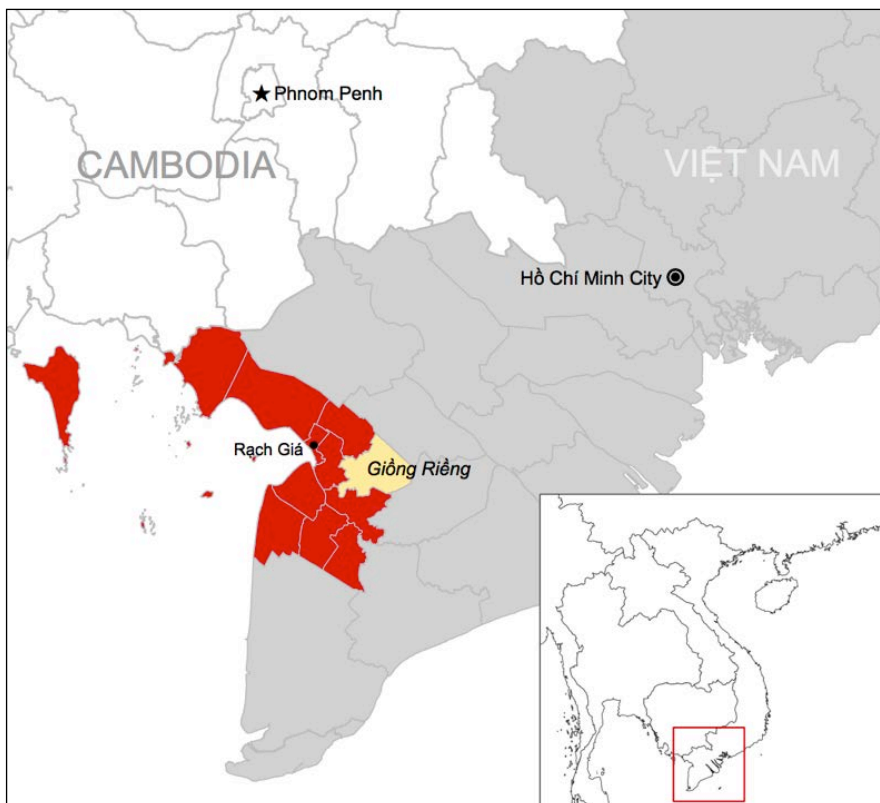 Phnom Penh
CAMBODIA
VIỆT NAM
Hồ Chí Minh City
Rạch Giá
Giồng Riềng